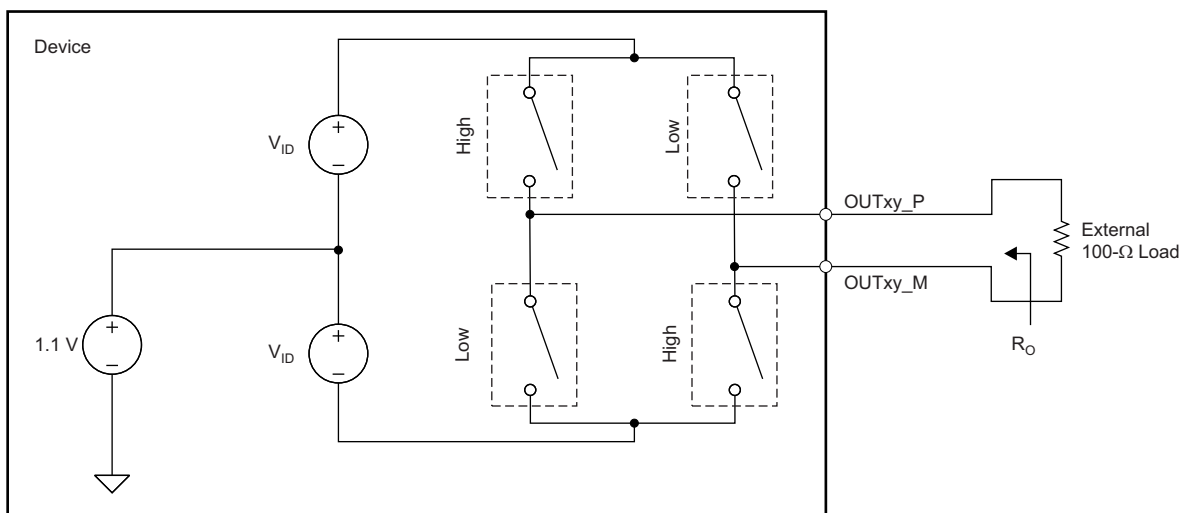 Device
V_ID
High
Low
OUTxy_P
External
100-Ω Load
OUTxy_M
1.1 V
V_ID
Low
High
R_O
+
−
+
−
+
−